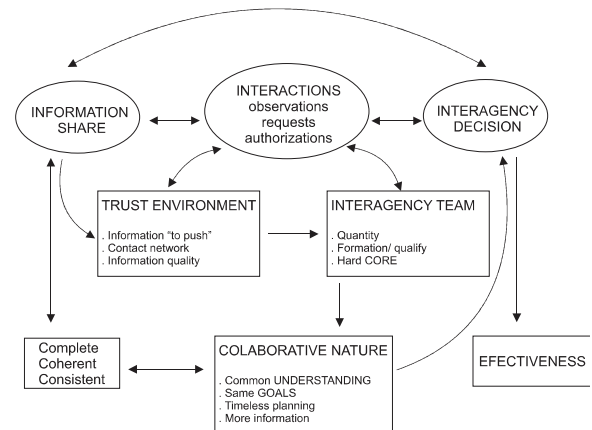 INFORMATION
SHARE
INTERACTIONS
observations
requests
authorizations
INTERAGENCY
DECISION
TRUST ENVIRONMENT
. Information “to push”
. Contact network
. Information quality
INTERAGENCY TEAM
. Quantity
. Formation/ qualify
. Hard CORE
Complete
Coherent
Consistent
COLABORATIVE NATURE
. Common UNDERSTANDING
. Same GOALS
. Timeless planning
. More information
EFECTIVENESS